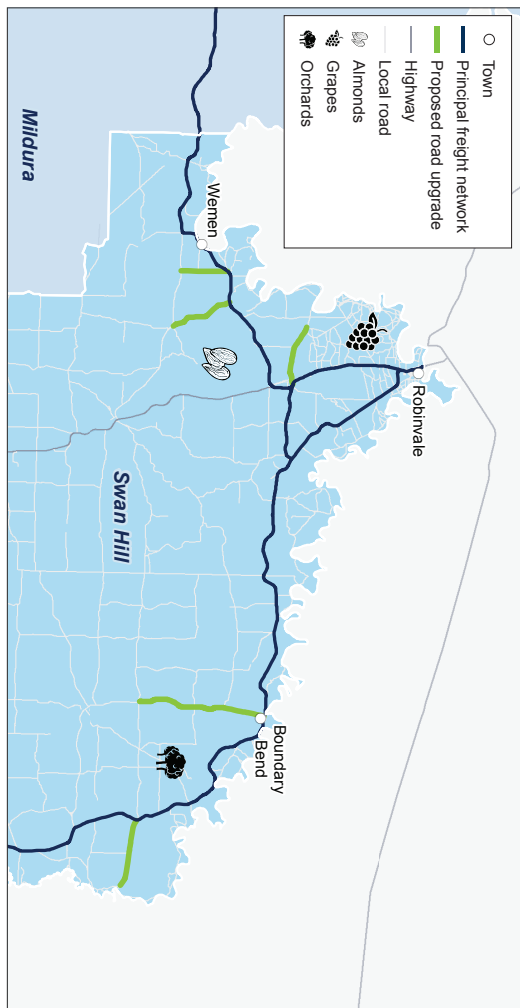 Town
Principal freight network
Proposed road upgrade
Highway
Local road
Almonds
Grapes
Orchards
Robinvale
Wemen
Boundary
Bend
Swan Hill
Mildura